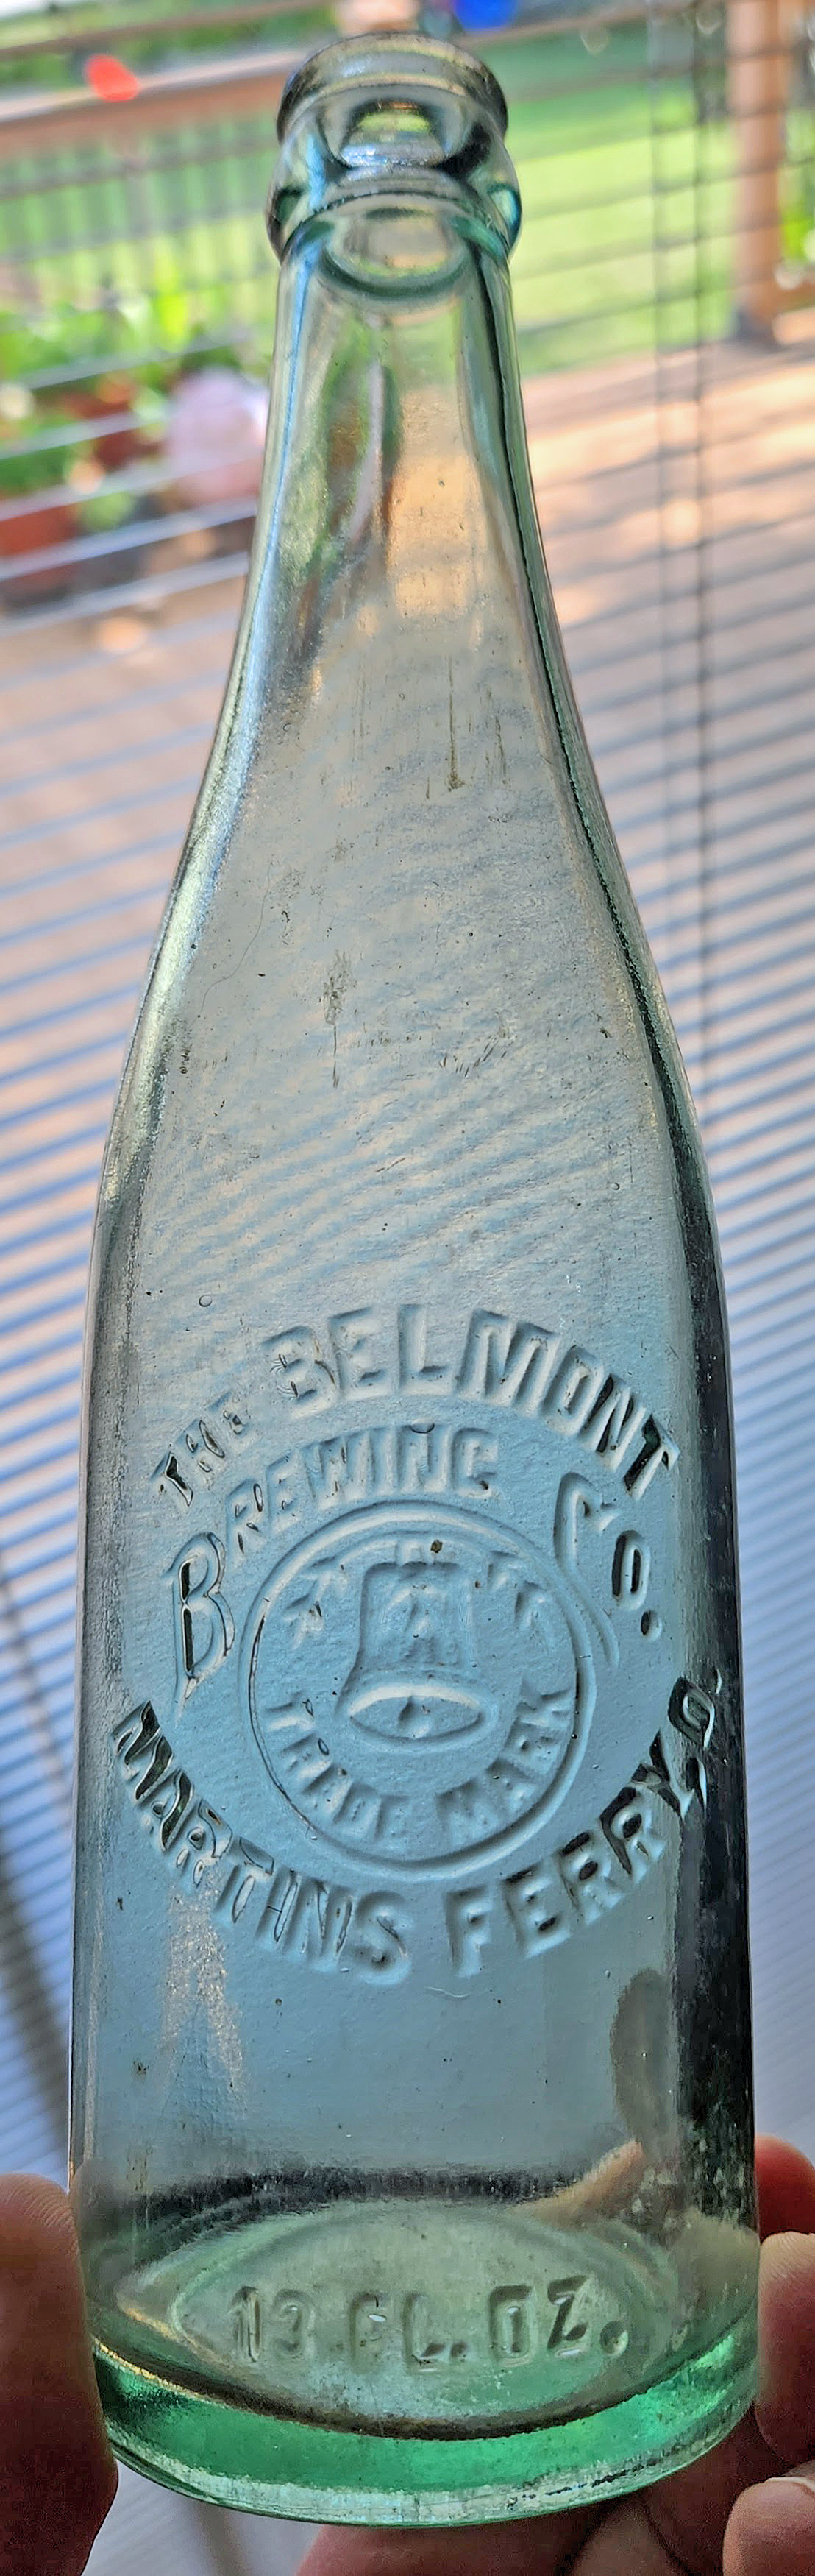 THE BELMONT
BREWING CO.
TRADE MARK
MARTINS FERRY, O.
13 FL. OZ.